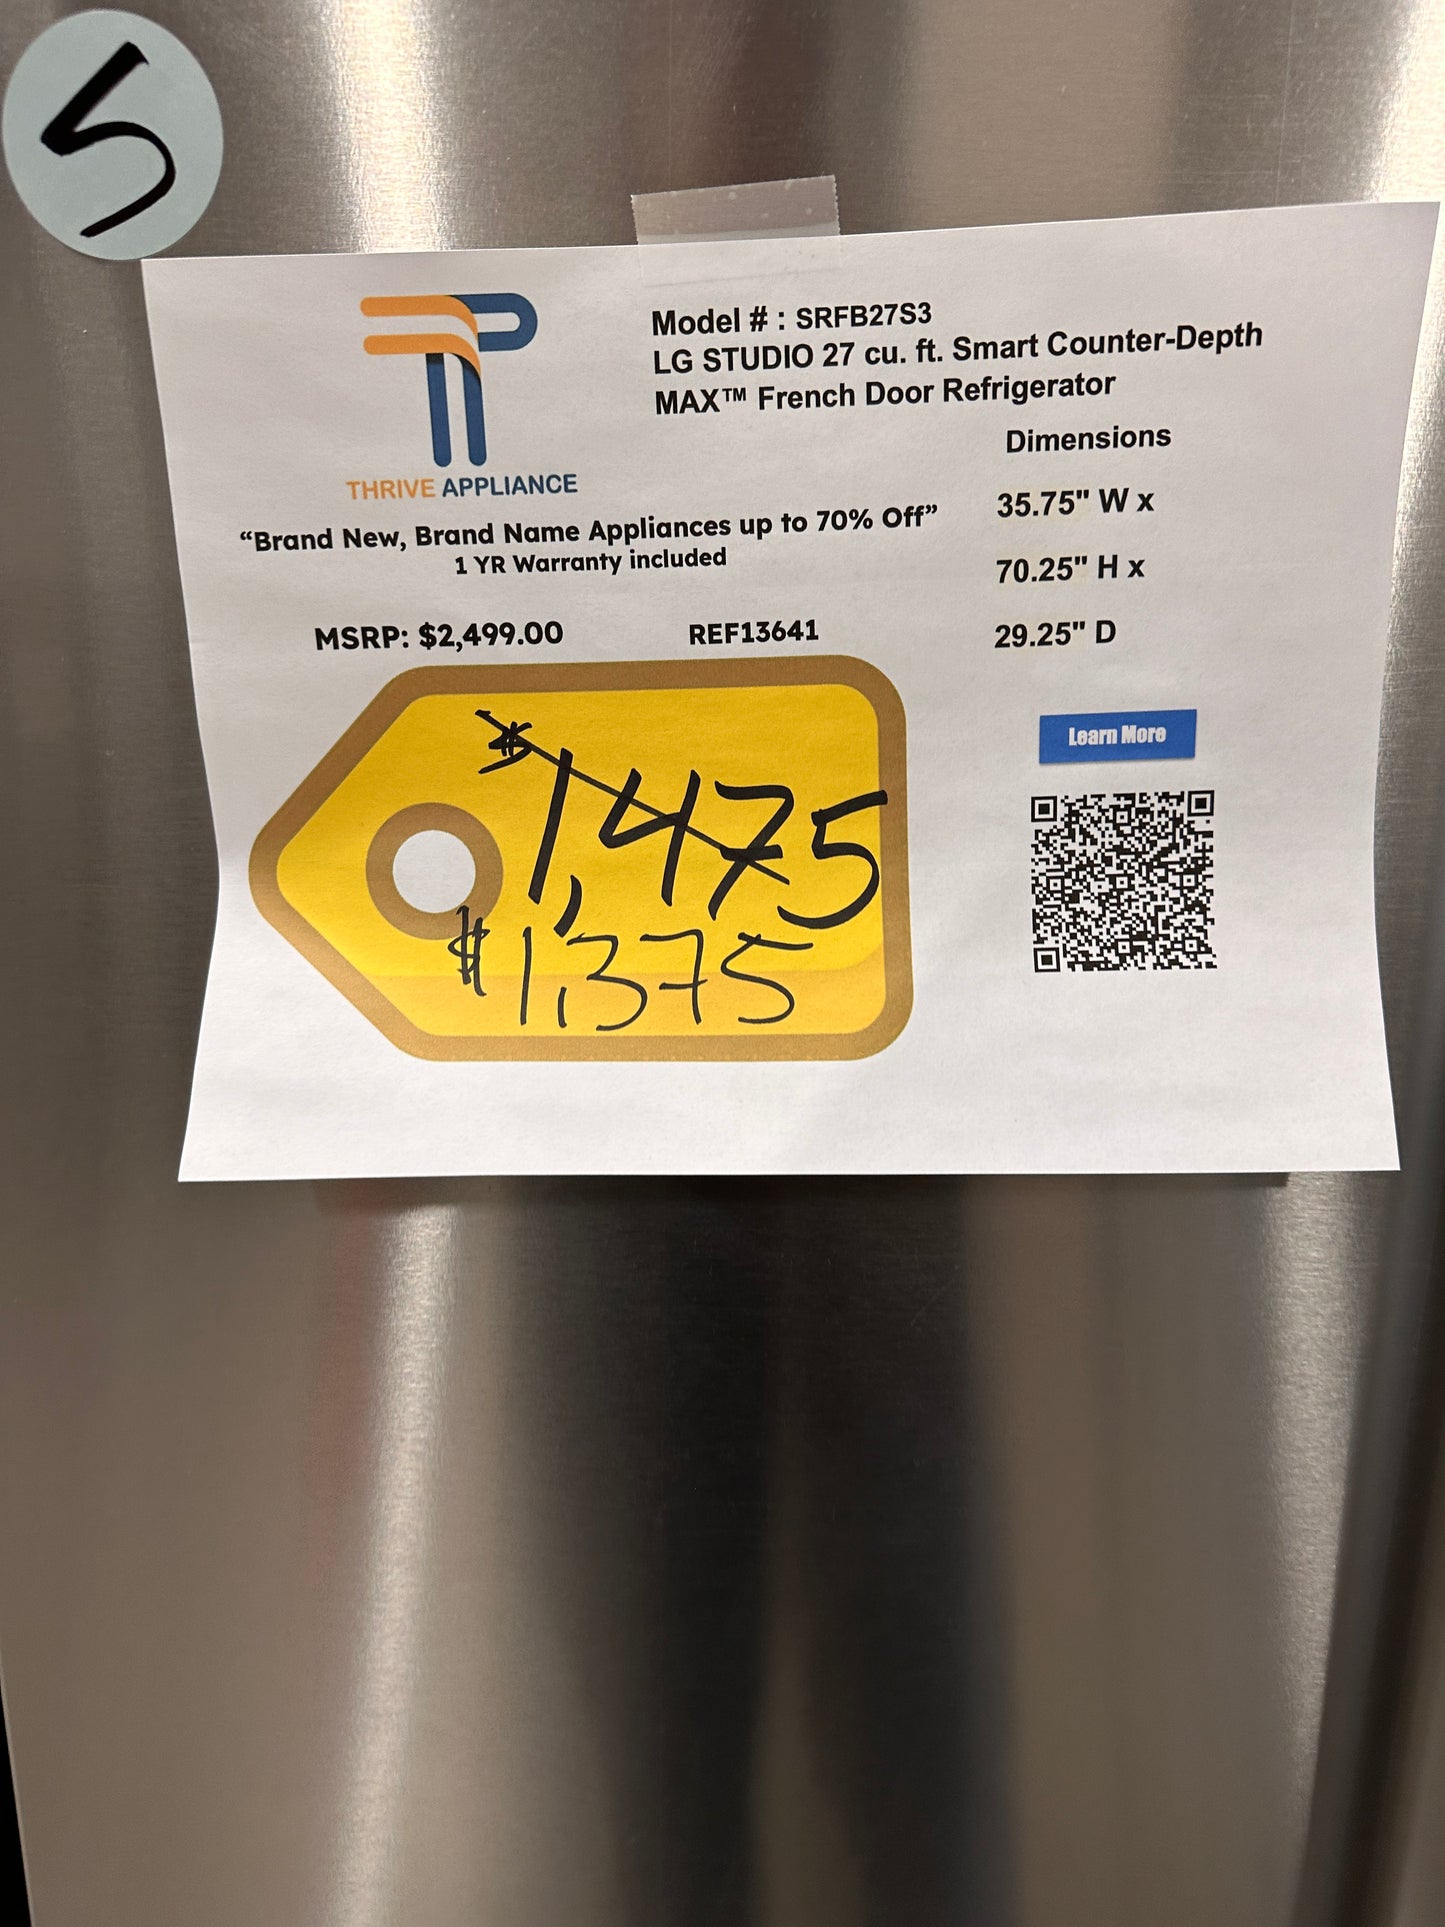 5
Model # : SRFB27S3
LG STUDIO 27 cu. ft. Smart Counter-Depth
MAX™ French Door Refrigerator
THRIVE APPLIANCE
"Brand New, Brand Name Appliances up to 70% Off"
1 YR Warranty included
Dimensions
35.75" W x
70.25" H x
29.25" D
MSRP: $2,499.00
REF13641
$1,475
$1,375
Learn More